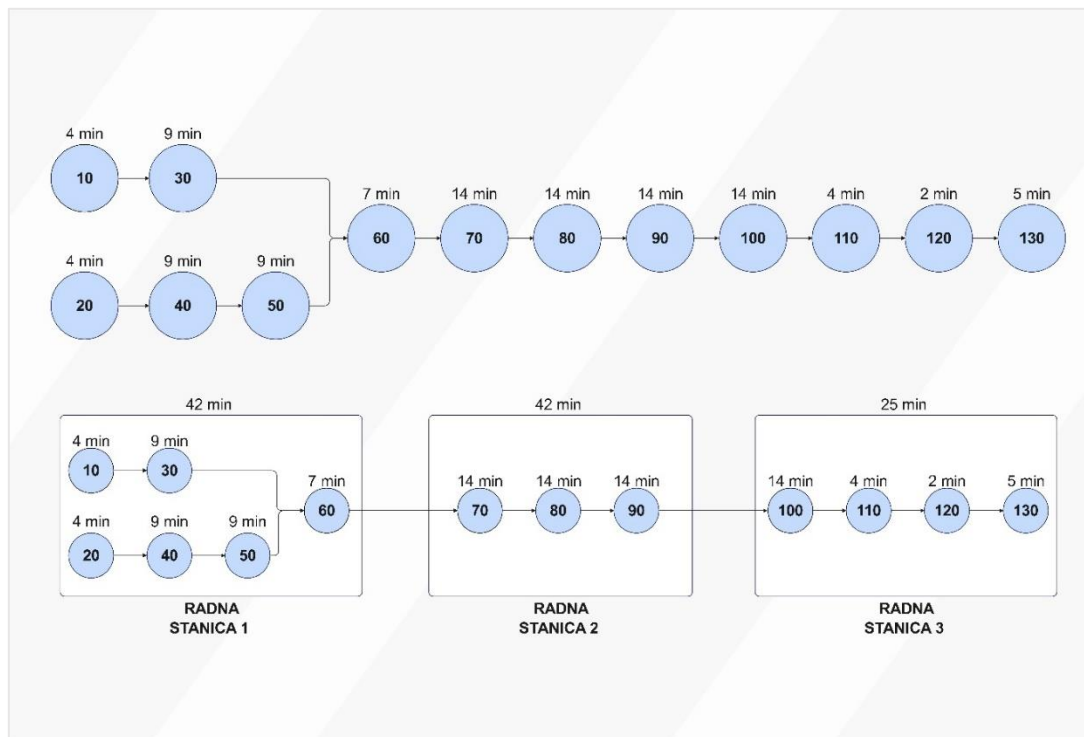 4 min 9 min
10 30
7 min 14 min 14 min 14 min 14 min 4 min 2 min 5 min
60 70 80 90 100 110 120 130
4 min 9 min 9 min
20 40 50
42 min 42 min 25 min
4 min 9 min
10 30
7 min 14 min 14 min 14 min 14 min 4 min 2 min 5 min
60 70 80 90 100 110 120 130
4 min 9 min 9 min
20 40 50
RADNA
STANICA 1
RADNA
STANICA 2
RADNA
STANICA 3